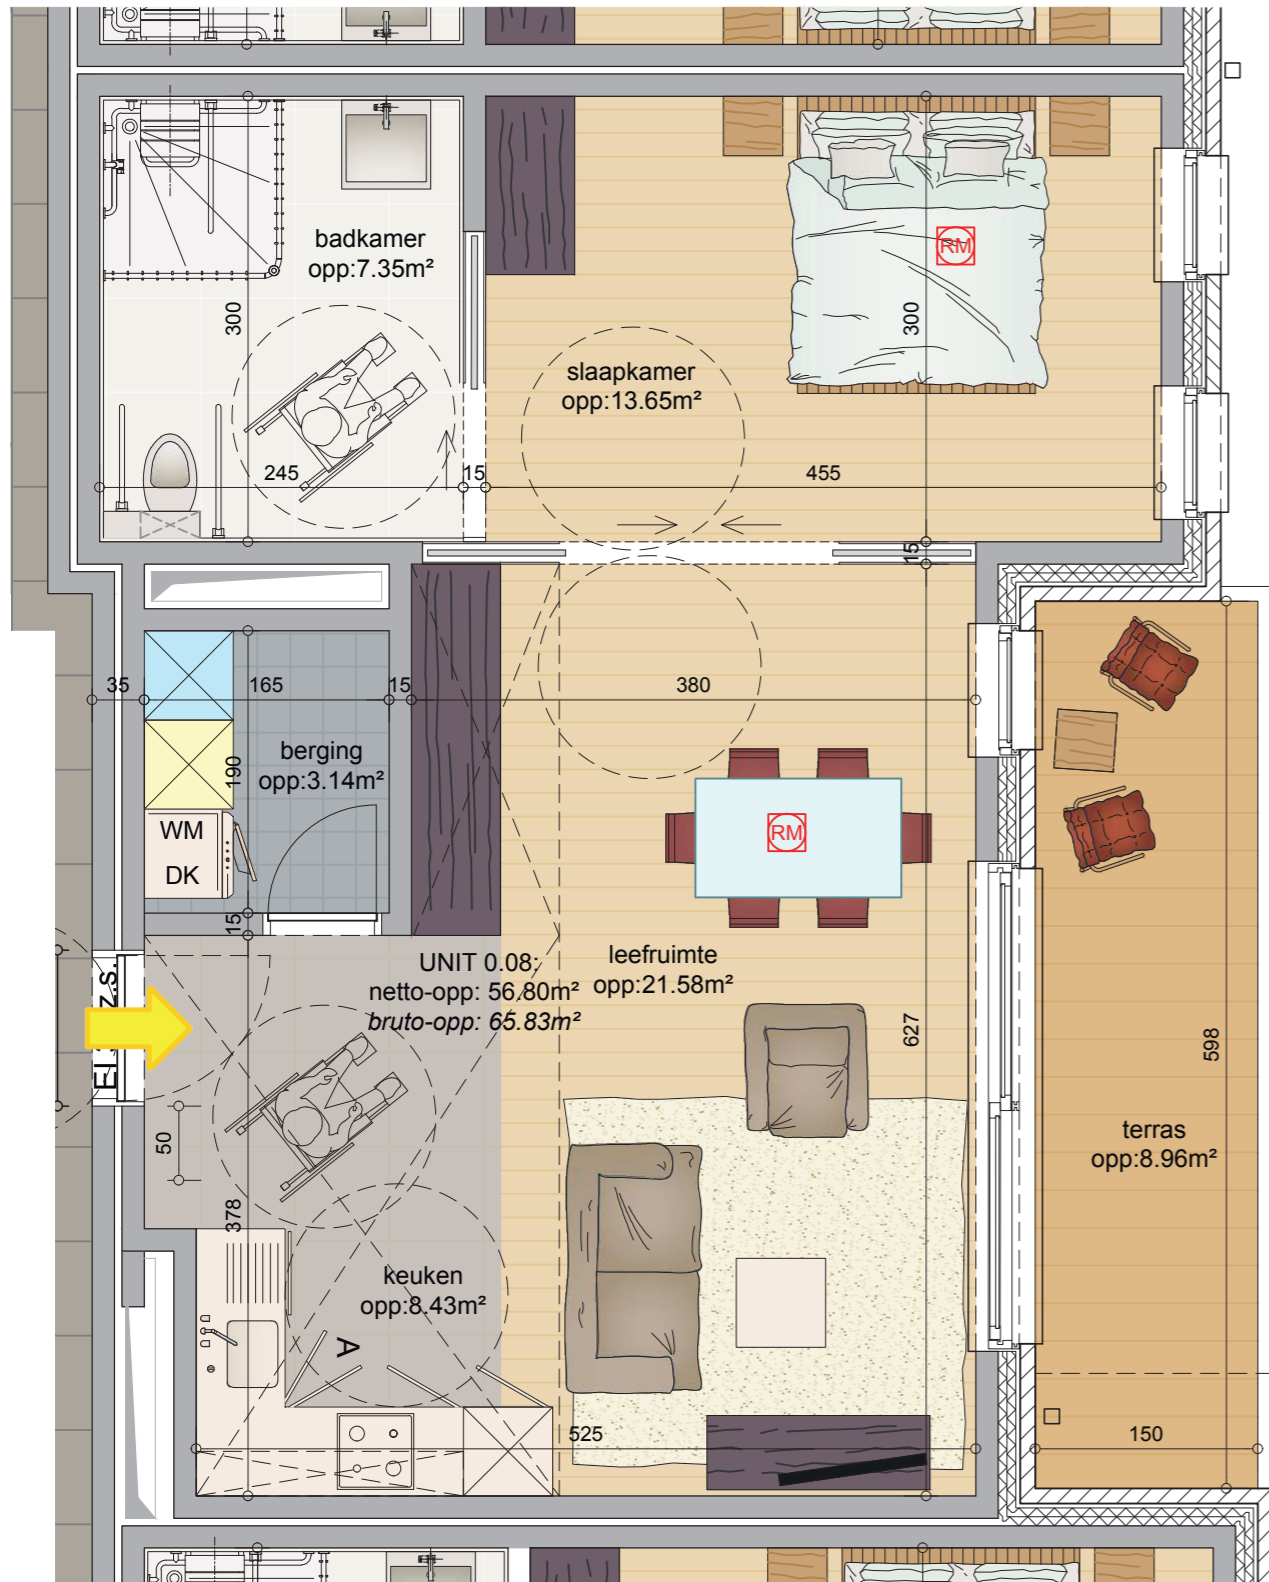 badkamer
opp:7.35m²
RM
300
300
slaapkamer
opp:13.65m²
245
15
455
15
35
165
15
380
berging
opp:3.14m²
190
WM
DK
RM
15
UNIT 0.08:
netto-opp: 56.80m²
bruto-opp: 65.83m²
leefruimte
opp:21.58m²
z.s.
627
598
50
terras
opp:8.96m²
378
keuken
opp:8.43m²
A
525
150